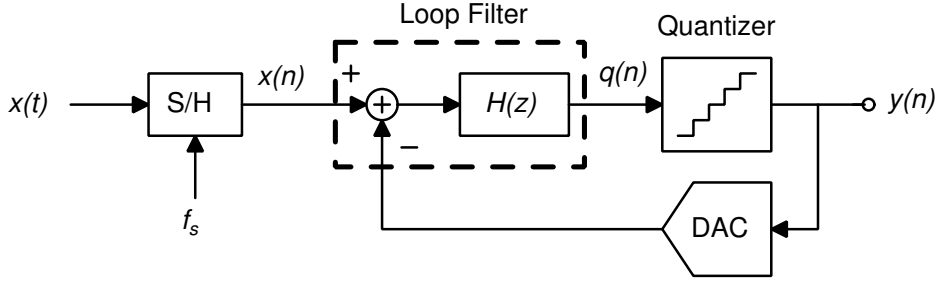 Loop Filter
Quantizer
x(t)
S/H
x(n)
+
+
H(z)
q(n)
y(n)
−
f_s
DAC